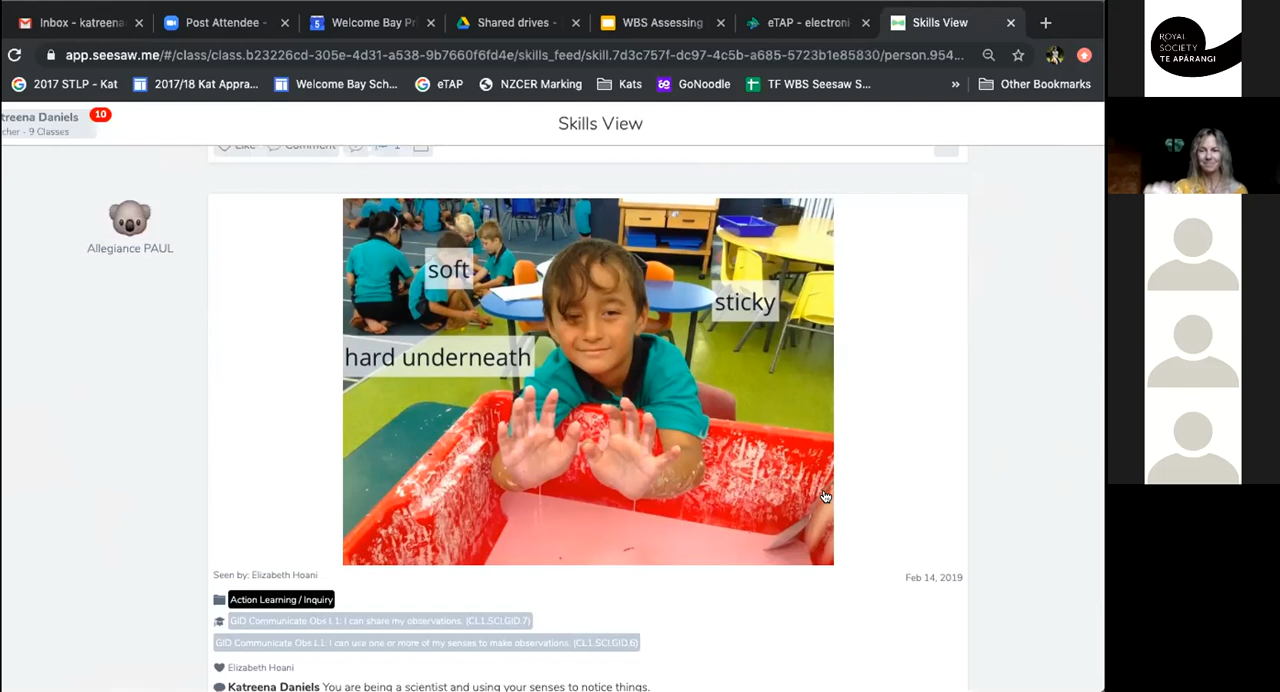 Inbox - katreena
Post Attendee -
Welcome Bay Pri
Shared drives -
WBS Assessing
eTAP - electroni
Skills View
app.seesaw.me/#/class/class.b23226cd-305e-4d31-a538-9b7660f6fd4e/skills_feed/skill.7d3c757f-dc97-4c5b-a685-5723b1e85830/person.954...
2017 STLP - Kat
2017/18 Kat Appra...
Welcome Bay Sch...
eTAP
NZCER Marking
Kats
GoNoodle
TF WBS Seesaw S...
»
Other Bookmarks
treena Daniels
10
cher - 9 Classes
Skills View
Like
Comment
1
Allegiance PAUL
soft
sticky
hard underneath
Seen by: Elizabeth Hoani
Feb 14, 2019
Action Learning / Inquiry
GID Communicate Obs L1: I can share my observations. (CL1.SCI.GID.7)
GID Communicate Obs L1: I can use one or more of my senses to make observations. (CL1.SCI.GID.6)
Elizabeth Hoani
Katreena Daniels You are being a scientist and using your senses to notice things.
ROYAL
SOCIETY
TE APĀRANGI